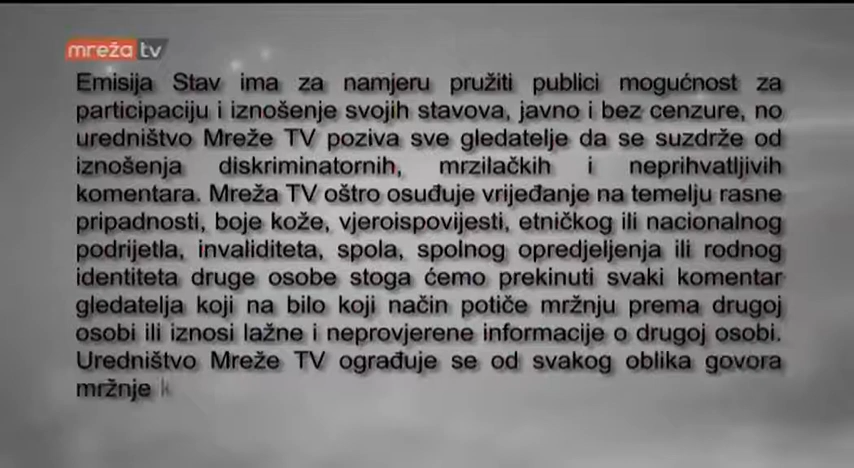 mreža tv
Emisija Stav ima za namjeru pružiti publici mogućnost za
participaciju i iznošenje svojih stavova, javno i bez cenzure, no
uredništvo Mreže TV poziva sve gledatelje da se suzdrže od
iznošenja diskriminatornih, mrzilačkih i neprihvatljivih
komentara. Mreža TV oštro osuđuje vrijeđanje na temelju rasne
pripadnosti, boje kože, vjeroispovijesti, etničkog ili nacionalnog
podrijetla, invaliditeta, spola, spolnog opredjeljenja ili rodnog
identiteta druge osobe stoga ćemo prekinuti svaki komentar
gledatelja koji na bilo koji način potiče mržnju prema drugoj
osobi ili iznosi lažne i neprovjerene informacije o drugoj osobi.
Uredništvo Mreže TV ograđuje se od svakog oblika govora
mržnje k